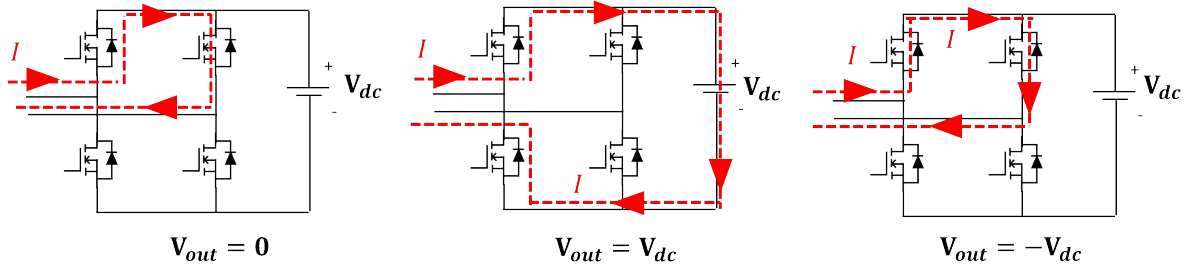 I
+
V_dc
-
V_out = 0
I
+
V_dc
-
I
V_out = V_dc
I
I
+
V_dc
-
V_out = −V_dc